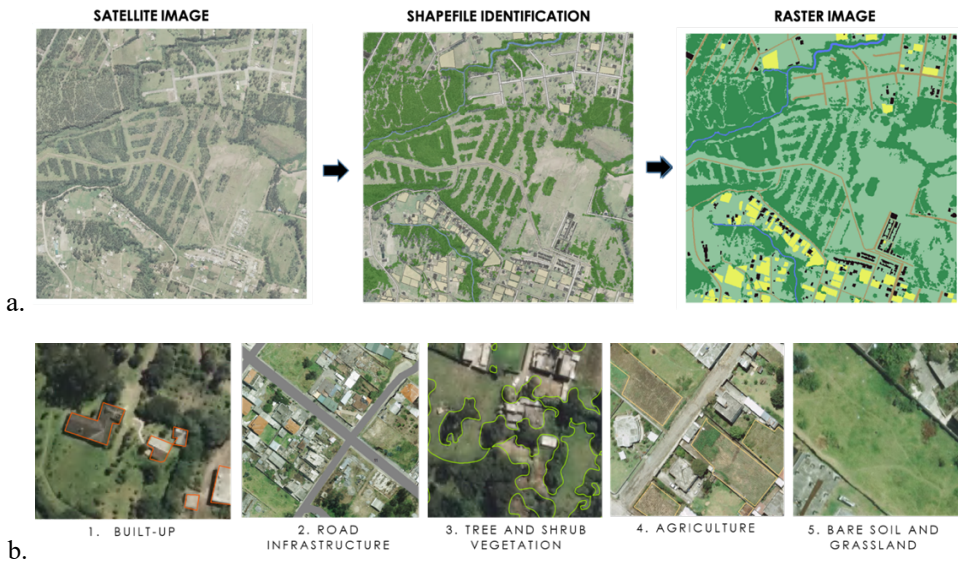 SATELLITE IMAGE
SHAPEFILE IDENTIFICATION
RASTER IMAGE
a.
b.
1. BUILT-UP
2. ROAD
INFRASTRUCTURE
3. TREE AND SHRUB
VEGETATION
4. AGRICULTURE
5. BARE SOIL AND
GRASSLAND